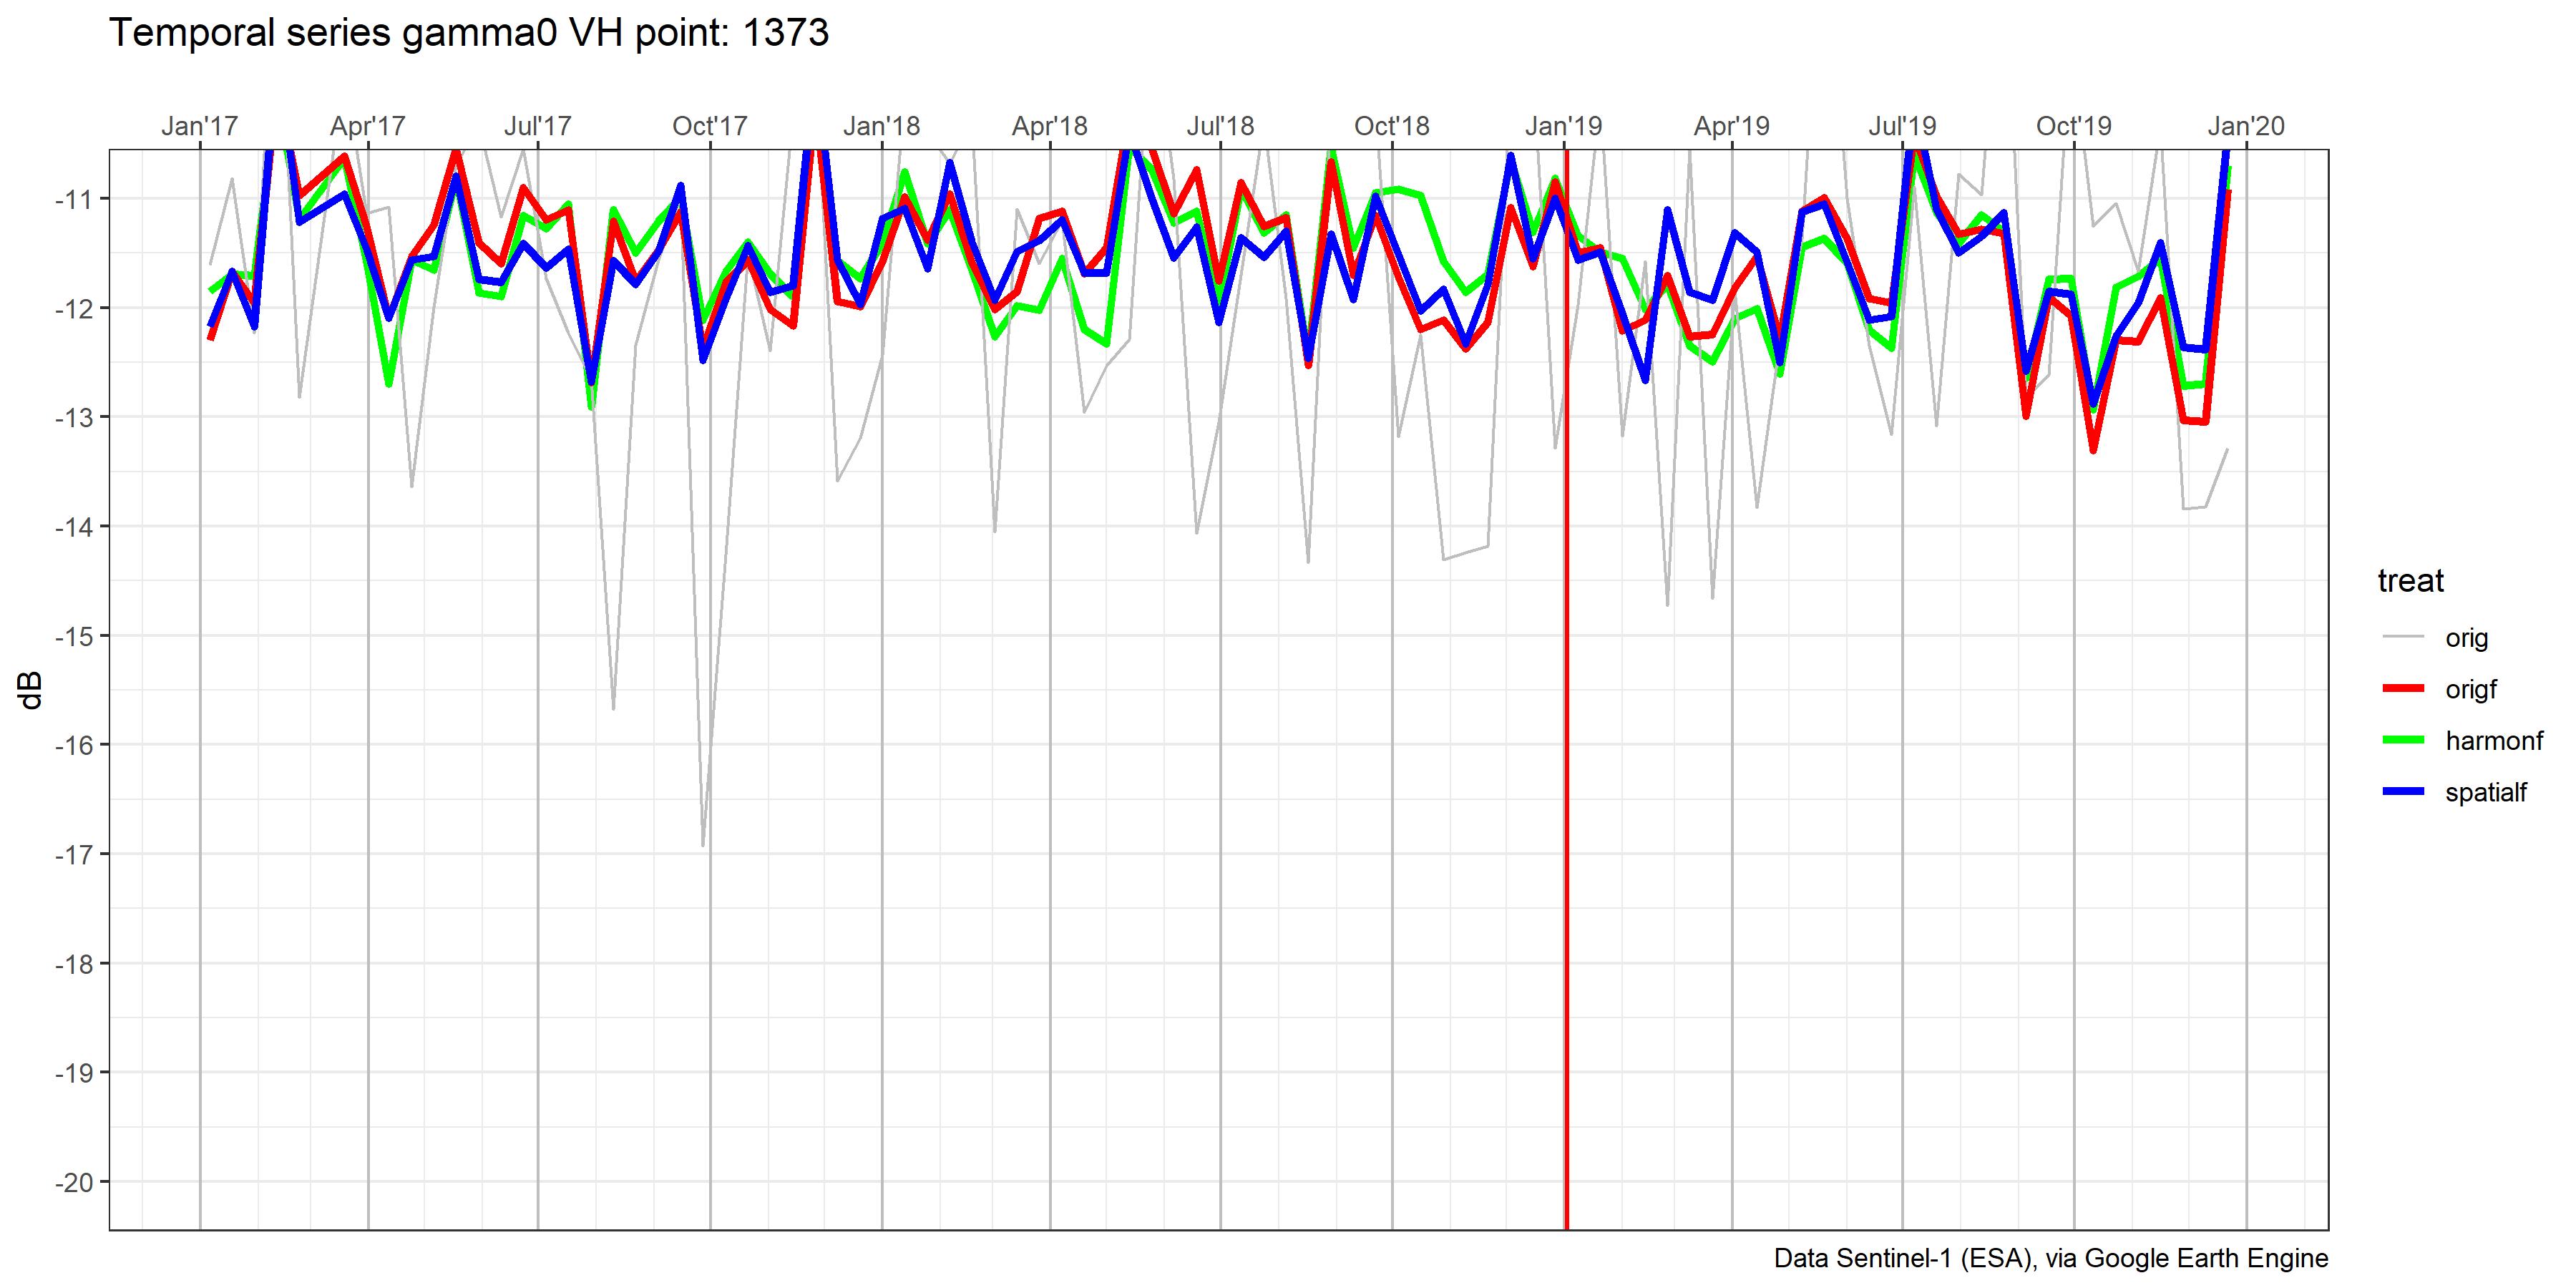 Temporal series gamma0 VH point: 1373
Jan'17 Apr'17 Jul'17 Oct'17 Jan'18 Apr'18 Jul'18 Oct'18 Jan'19 Apr'19 Jul'19 Oct'19 Jan'20
-11
-12
-13
-14
-15
-16
-17
-18
-19
-20
dB
treat
orig
origf
harmonf
spatialf
Data Sentinel-1 (ESA), via Google Earth Engine